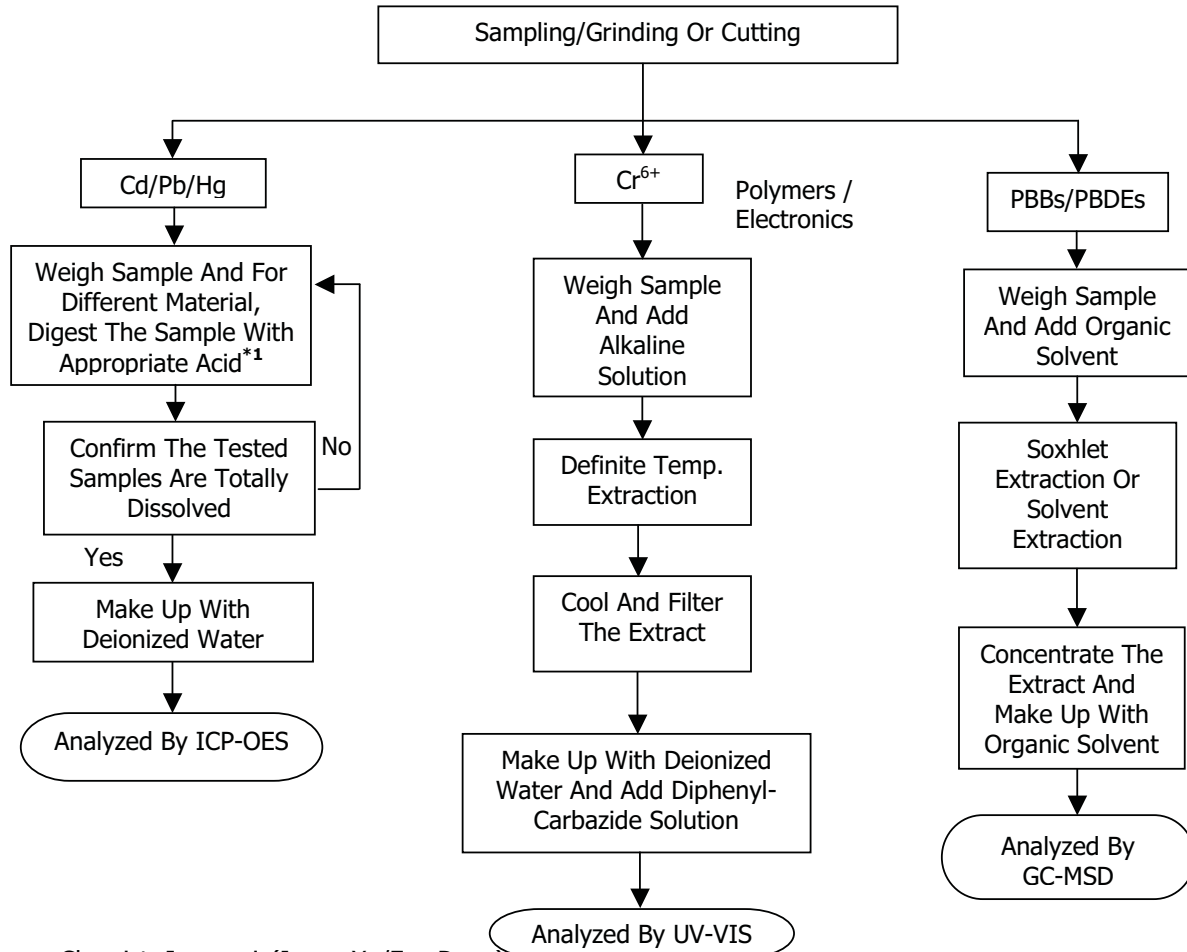 Sampling/Grinding Or Cutting
Cd/Pb/Hg
Weigh Sample And For
Different Material,
Digest The Sample With
Appropriate Acid*1
Confirm The Tested
Samples Are Totally
Dissolved
No
Yes
Make Up With
Deionized Water
Analyzed By ICP-OES
Cr6+
Polymers /
Electronics
Weigh Sample
And Add
Alkaline
Solution
Definite Temp.
Extraction
Cool And Filter
The Extract
Make Up With Deionized
Water And Add Diphenyl-
Carbazide Solution
Analyzed By UV-VIS
PBBs/PBDEs
Weigh Sample
And Add Organic
Solvent
Soxhlet
Extraction Or
Solvent
Extraction
Concentrate The
Extract And
Make Up With
Organic Solvent
Analyzed By
GC-MSD